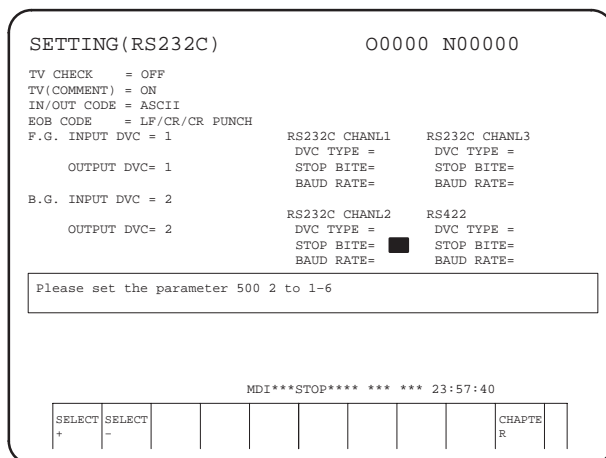 SETTING(RS232C) O0000 N00000
TV CHECK = OFF
TV(COMMENT) = ON
IN/OUT CODE = ASCII
EOB CODE = LF/CR/CR PUNCH
F.G. INPUT DVC = 1 RS232C CHANL1 RS232C CHANL3
DVC TYPE = DVC TYPE =
OUTPUT DVC= 1 STOP BITE= STOP BITE=
BAUD RATE= BAUD RATE=
B.G. INPUT DVC = 2
RS232C CHANL2 RS422
OUTPUT DVC= 2 DVC TYPE = DVC TYPE =
STOP BITE= STOP BITE=
BAUD RATE= BAUD RATE=
Please set the parameter 500 2 to 1-6
MDI***STOP**** *** *** 23:57:40
SELECT SELECT CHAPTE
+ - R